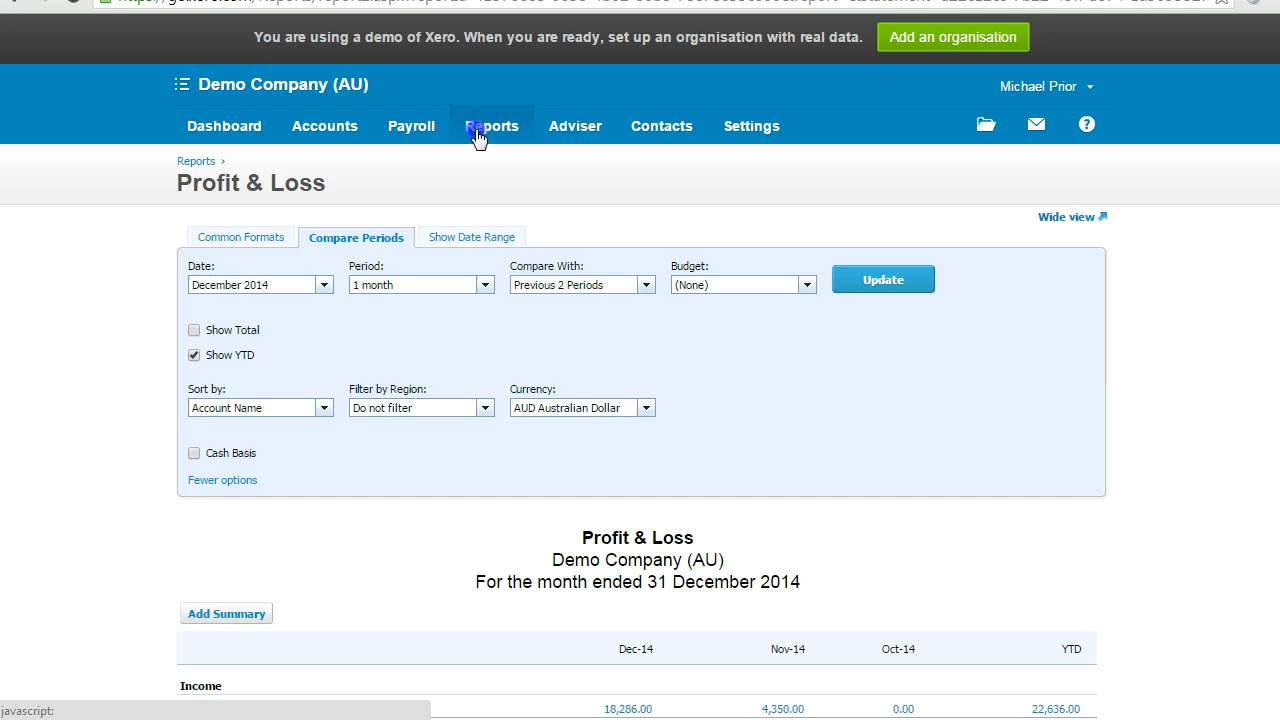 You are using a demo of Xero. When you are ready, set up an organisation with real data.
Add an organisation
Demo Company (AU)
Michael Prior
Dashboard Accounts Payroll Reports Adviser Contacts Settings ?
Reports ›
Profit & Loss
Wide view
Common Formats Compare Periods Show Date Range
Date: Period: Compare With: Budget:
December 2014 1 month Previous 2 Periods (None) Update
Show Total
Show YTD
Sort by: Filter by Region: Currency:
Account Name Do not filter AUD Australian Dollar
Cash Basis
Fewer options
Profit & Loss
Demo Company (AU)
For the month ended 31 December 2014
Add Summary
Dec-14 Nov-14 Oct-14 YTD
Income
18,286.00 4,350.00 0.00 22,636.00
javascript: